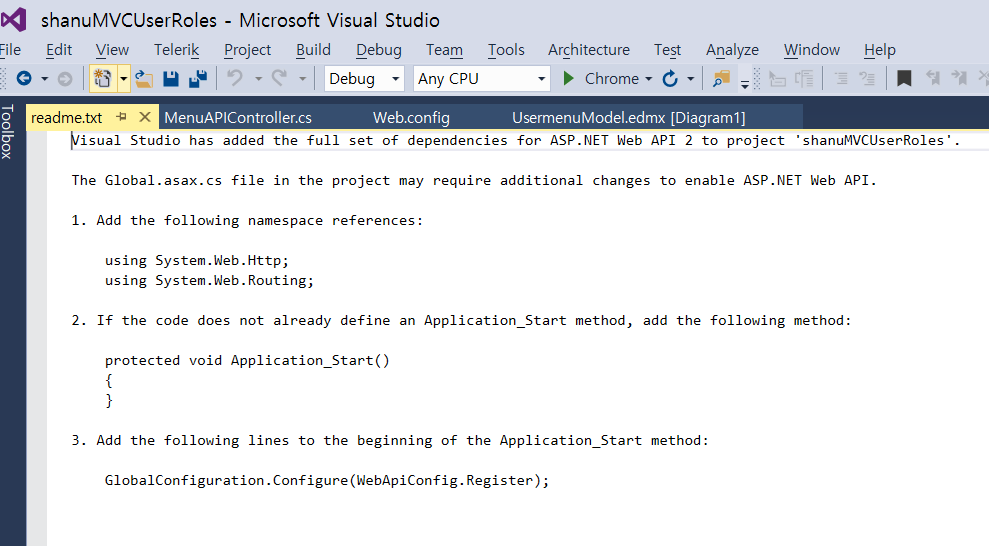 shanuMVCUserRoles - Microsoft Visual Studio
File Edit View Telerik Project Build Debug Team Tools Architecture Test Analyze Window Help
Debug Any CPU Chrome
Toolbox
readme.txt MenuAPIController.cs Web.config UsermenuModel.edmx [Diagram1]
Visual Studio has added the full set of dependencies for ASP.NET Web API 2 to project 'shanuMVCUserRoles'.
The Global.asax.cs file in the project may require additional changes to enable ASP.NET Web API.
1. Add the following namespace references:
using System.Web.Http;
using System.Web.Routing;
2. If the code does not already define an Application_Start method, add the following method:
protected void Application_Start()
{
}
3. Add the following lines to the beginning of the Application_Start method:
GlobalConfiguration.Configure(WebApiConfig.Register);